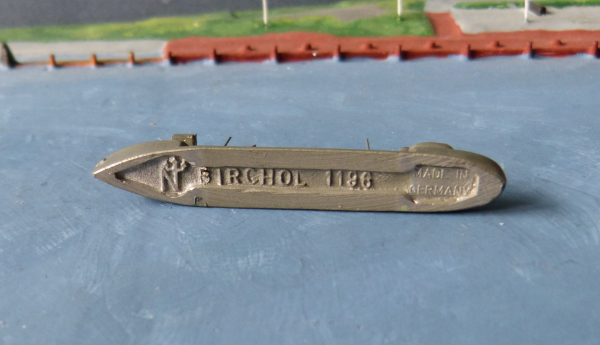 N
BIRCHOL 1196
MADE IN
GERMANY